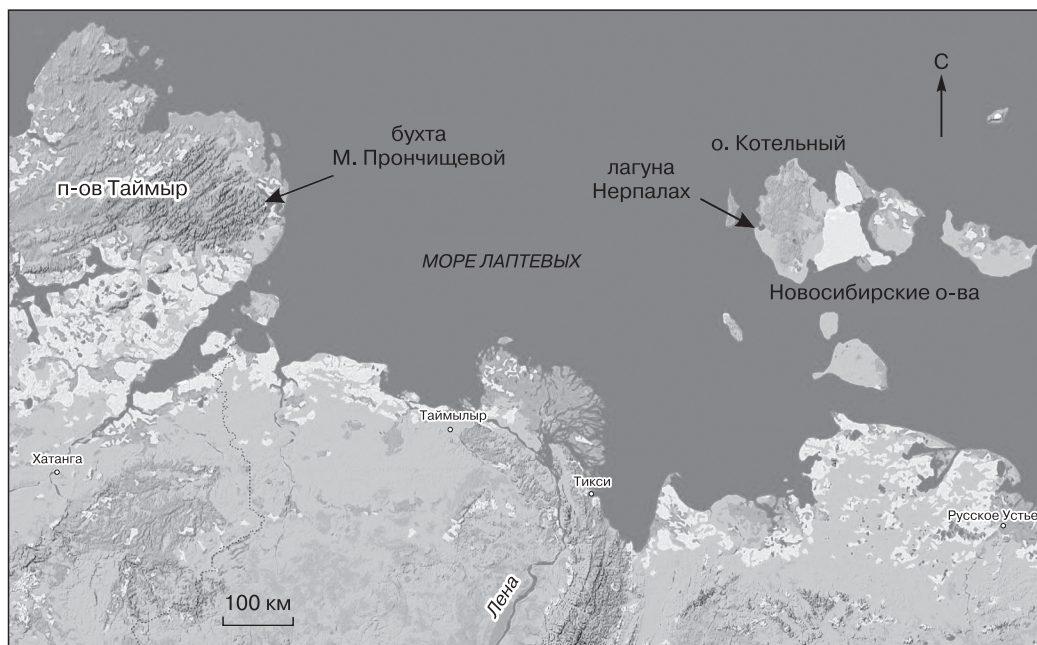 С
бухта
М. Прончищевой
о. Котельный
лагуна
Нерпалах
п-ов Таймыр
МОРЕ ЛАПТЕВЫХ
Новосибирские о-ва
Таймылыр
Хатанга
Тикси
Русское Устье
Лена
100 км